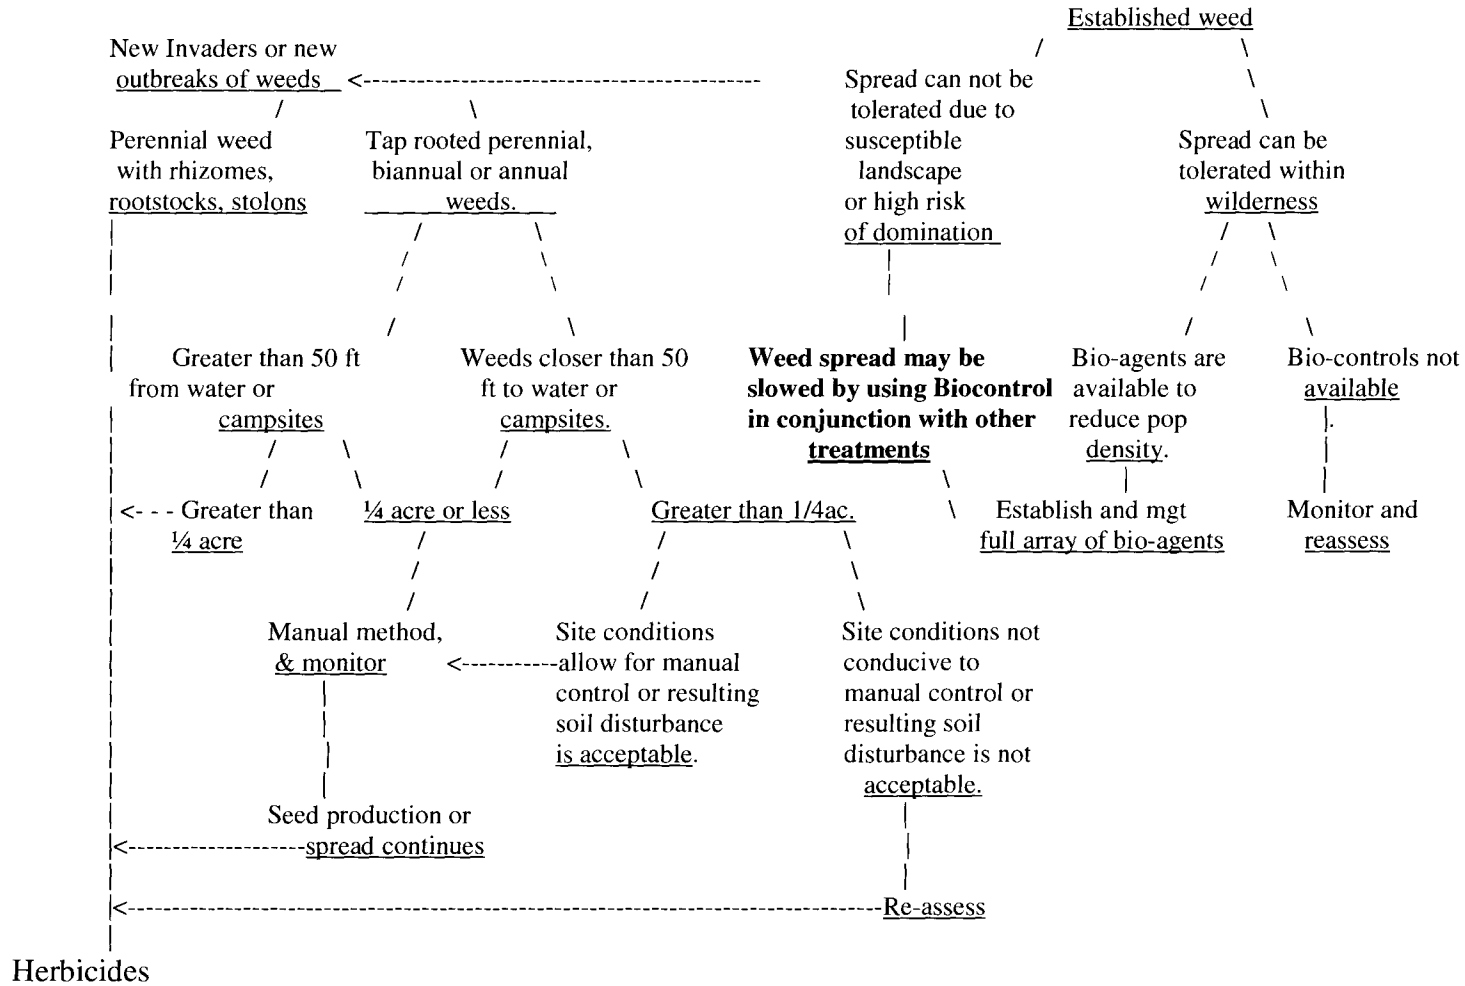 Established weed
New Invaders or new
outbreaks of weeds <--------------------------------------------
Spread can not be
tolerated due to
susceptible
landscape
or high risk
of domination
Perennial weed
with rhizomes,
rootstocks, stolons
Tap rooted perennial,
biannual or annual
weeds.
Spread can be
tolerated within
wilderness
Greater than 50 ft
from water or
campsites
Weeds closer than 50
ft to water or
campsites.
Weed spread may be
slowed by using Biocontrol
in conjunction with other
treatments
Bio-agents are
available to
reduce pop
density.
Bio-controls not
available
.
<- - - Greater than
¼ acre
¼ acre or less
Greater than 1/4ac.
Establish and mgt
full array of bio-agents
Monitor and
reassess
Manual method,
& monitor
Site conditions
<----------allow for manual
control or resulting
soil disturbance
is acceptable.
Site conditions not
conducive to
manual control or
resulting soil
disturbance is not
acceptable.
Seed production or
<------------------spread continues
<------------------------------------------------------------------------------Re-assess
Herbicides